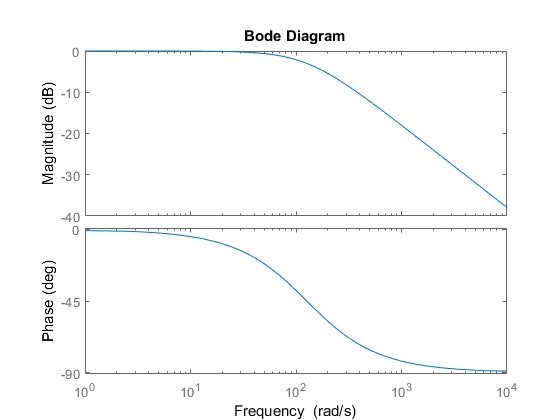 Bode Diagram
0
-10
-20
-30
-40
Magnitude (dB)
0
-45
-90
Phase (deg)
10^0 10^1 10^2 10^3 10^4
Frequency (rad/s)